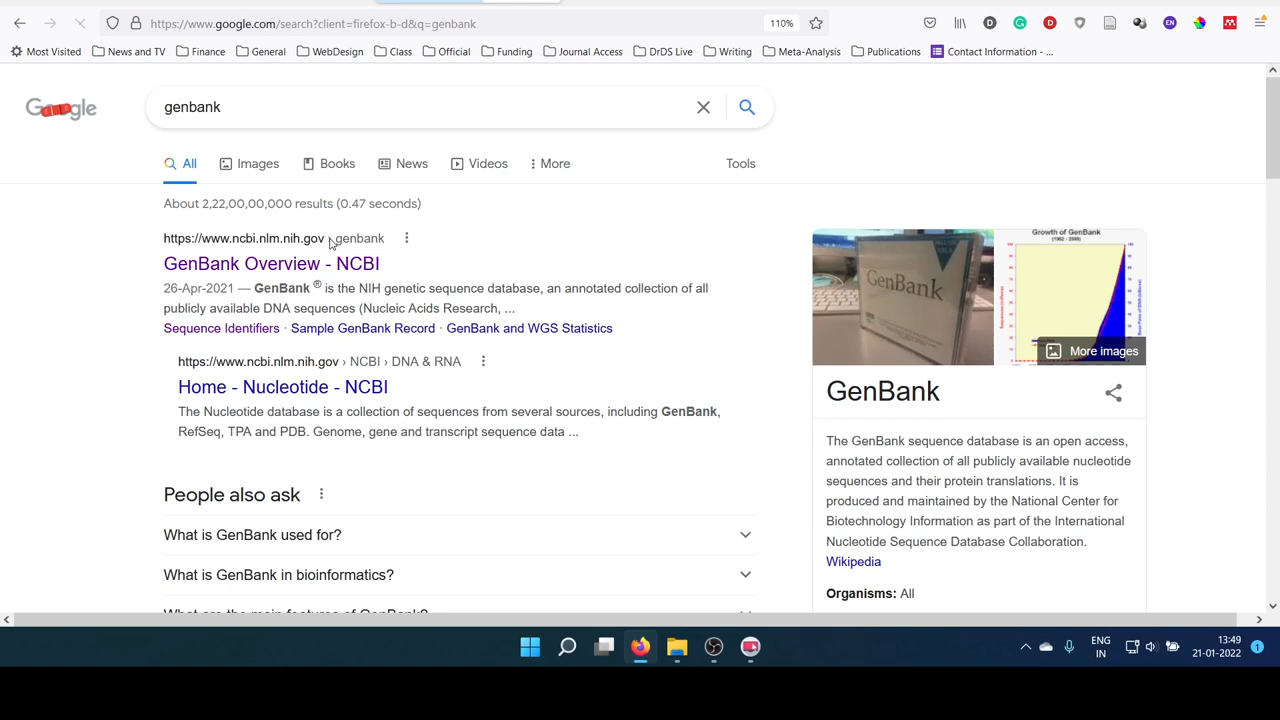 https://www.google.com/search?client=firefox-b-d&q=genbank
110%
Most Visited
News and TV
Finance
General
WebDesign
Class
Official
Funding
Journal Access
DrDS Live
Writing
Meta-Analysis
Publications
Contact Information - ...
Google
genbank
All
Images
Books
News
Videos
More
Tools
About 2,22,00,00,000 results (0.47 seconds)
https://www.ncbi.nlm.nih.gov › genbank
GenBank Overview - NCBI
26-Apr-2021 — GenBank ® is the NIH genetic sequence database, an annotated collection of all
publicly available DNA sequences (Nucleic Acids Research, ...
Sequence Identifiers · Sample GenBank Record · GenBank and WGS Statistics
https://www.ncbi.nlm.nih.gov › NCBI › DNA & RNA
Home - Nucleotide - NCBI
The Nucleotide database is a collection of sequences from several sources, including GenBank,
RefSeq, TPA and PDB. Genome, gene and transcript sequence data ...
People also ask
What is GenBank used for?
What is GenBank in bioinformatics?
What are the main features of GenBank?
GenBank
Growth of GenBank
More images
GenBank
The GenBank sequence database is an open access,
annotated collection of all publicly available nucleotide
sequences and their protein translations. It is
produced and maintained by the National Center for
Biotechnology Information as part of the International
Nucleotide Sequence Database Collaboration.
Wikipedia
Organisms: All
ENG
IN
13:49
21-01-2022
1